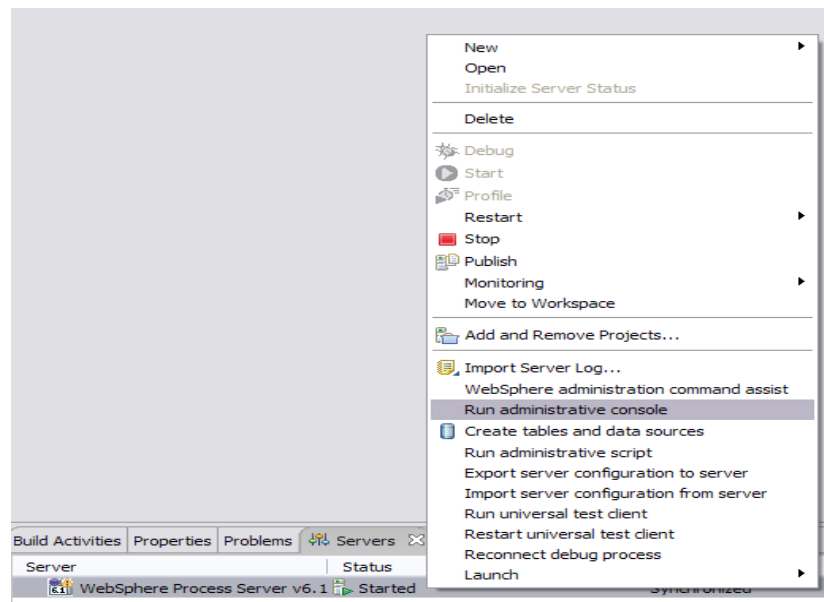 New
Open
Initialize Server Status
Delete
Debug
Start
Profile
Restart
Stop
Publish
Monitoring
Move to Workspace
Add and Remove Projects...
Import Server Log...
WebSphere administration command assist
Run administrative console
Create tables and data sources
Run administrative script
Export server configuration to server
Import server configuration from server
Run universal test client
Restart universal test client
Reconnect debug process
Launch
Build Activities Properties Problems Servers
Server Status
6.1 WebSphere Process Server v6.1 Started Synchronized